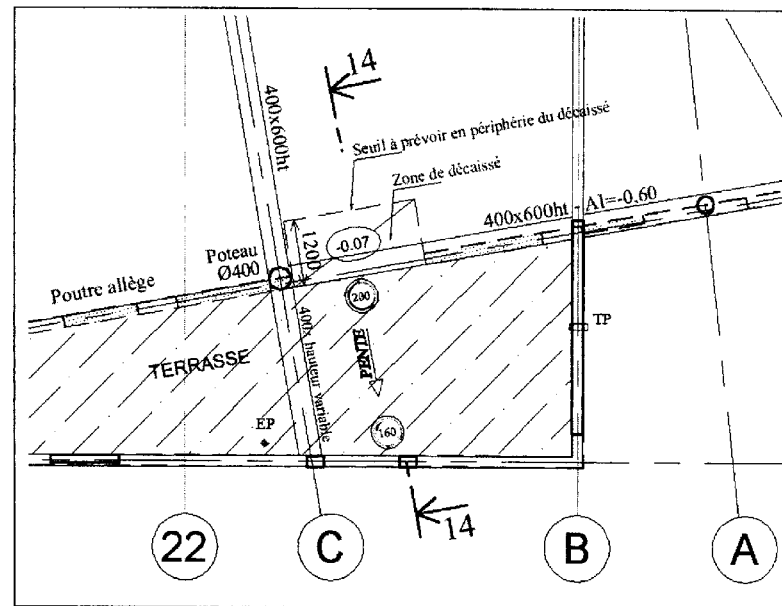 14
400x600ht
Seuil à prévoir en périphérie du décaissé
Zone de décaissé
400x600ht - AI=-0.60
-0.07
1200
Poteau
Ø400
Poutre allège
200
TERRASSE
PENTE
400x hauteur variable
TP
EP
160
14
22
C
B
A